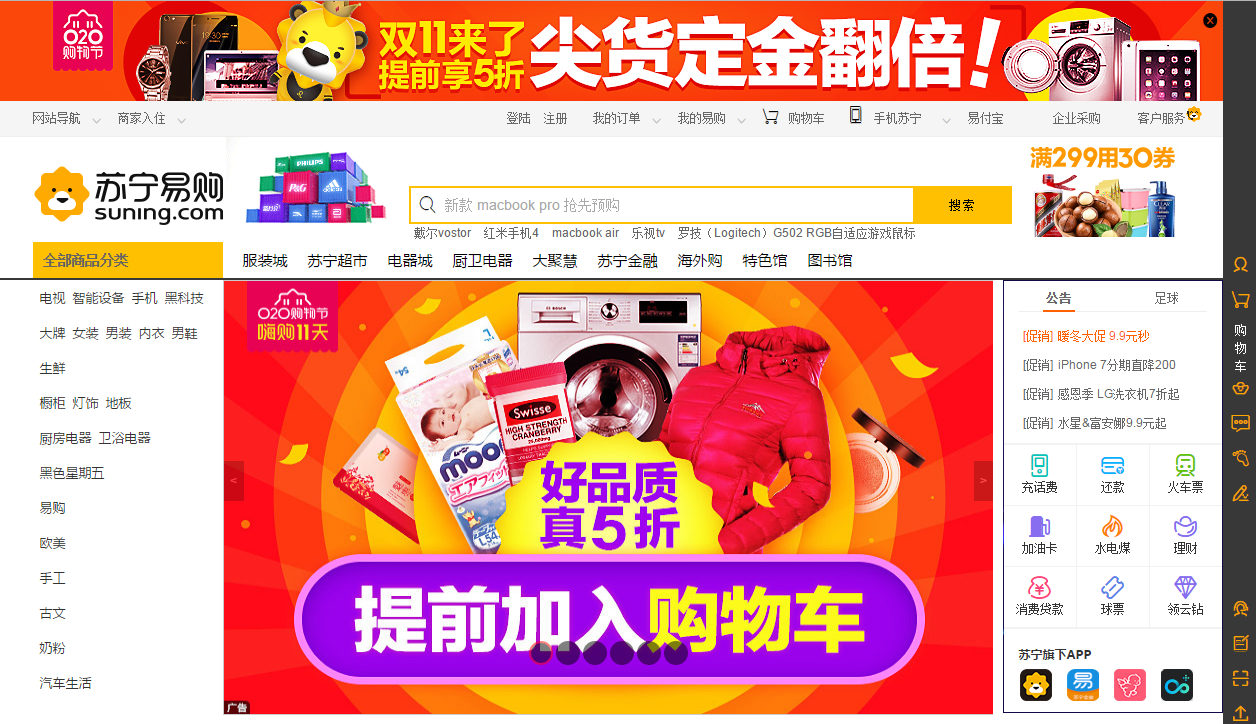 O2O
购物节
双11来了
提前享5折
尖货定金翻倍!
网站导航 商家入住 登陆 注册 我的订单 我的易购 购物车 手机苏宁 易付宝 企业采购 客户服务
苏宁易购
suning.com
PHILIPS
P&G
adidas
新款 macbook pro 抢先预购
搜索
戴尔vostor 红米手机4 macbook air 乐视tv 罗技（Logitech）G502 RGB自适应游戏鼠标
满299用30券
CLEAR
全部商品分类
服装城 苏宁超市 电器城 厨卫电器 大聚慧 苏宁金融 海外购 特色馆 图书馆
电视 智能设备 手机 黑科技
大牌 女装 男装 内衣 男鞋
生鲜
橱柜 灯饰 地板
厨房电器 卫浴电器
黑色星期五
易购
欧美
手工
古文
奶粉
汽车生活
O2O购物节
嗨购11天
BOSCH
54
Swisse
HIGH STRENGTH
CRANBERRY
moo
エアフィット
L54
好品质
真5折
提前加入购物车
<
>
广告
公告 足球
[促销] 暖冬大促 9.9元秒
[促销] iPhone 7分期直降200
[促销] 感恩季 LG洗衣机7折起
[促销] 水星&富安娜9.9元起
充话费 还款 火车票
加油卡 水电煤 理财
消费贷款 球票 领云钻
苏宁旗下APP
易
购
物
车